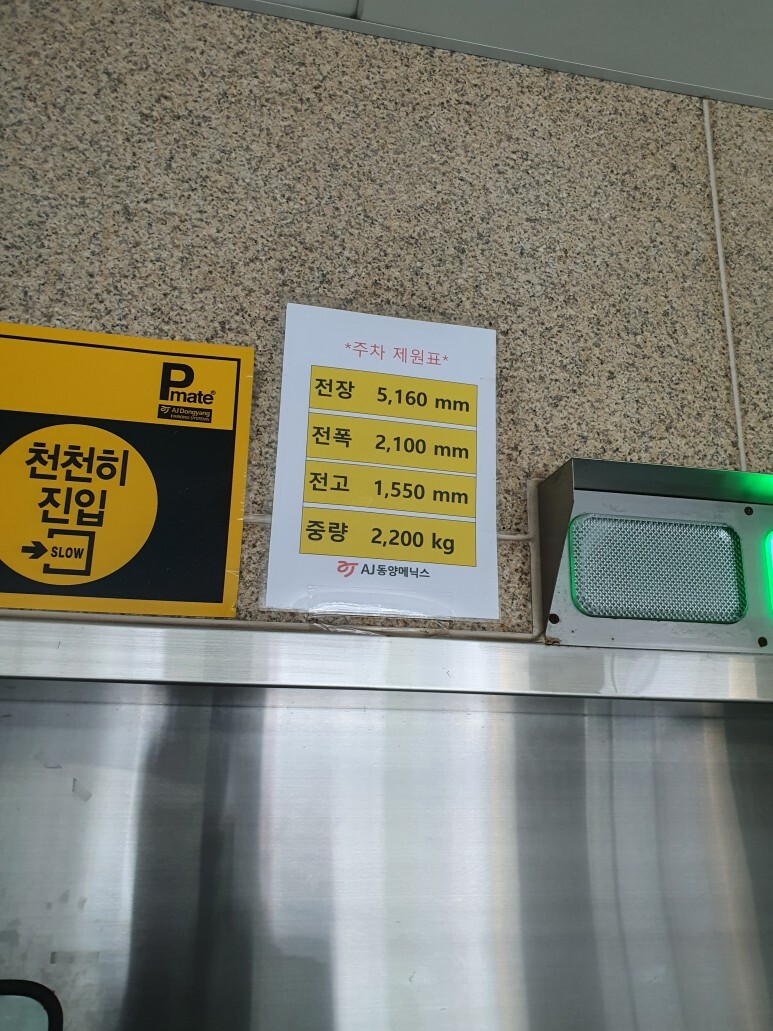 Pmate®
AJ Dongyang
PARKING SYSTEMS
천천히
진입
SLOW
*주차 제원표*
전장 5,160 mm
전폭 2,100 mm
전고 1,550 mm
중량 2,200 kg
AJ동양메닉스